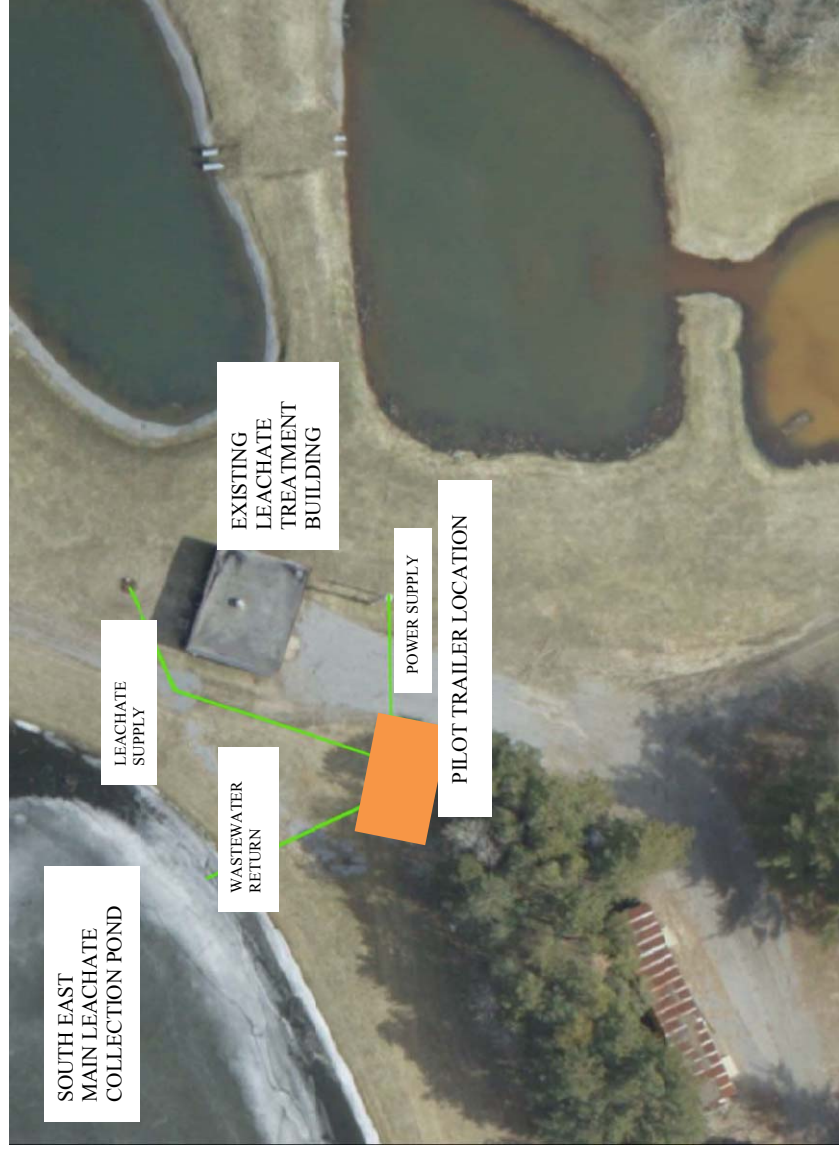 SOUTH EAST
MAIN LEACHATE
COLLECTION POND
LEACHATE
SUPPLY
WASTEWATER
RETURN
EXISTING
LEACHATE
TREATMENT
BUILDING
POWER SUPPLY
PILOT TRAILER LOCATION